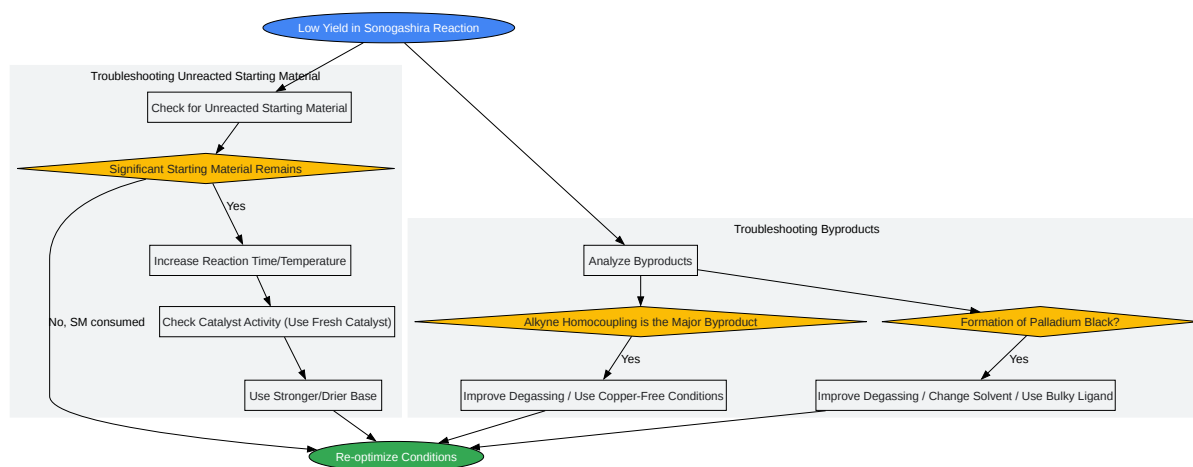 Low Yield in Sonogashira Reaction
Troubleshooting Unreacted Starting Material
Check for Unreacted Starting Material
Significant Starting Material Remains
Yes
Increase Reaction Time/Temperature
No, SM consumed
Check Catalyst Activity (Use Fresh Catalyst)
Use Stronger/Drier Base
Troubleshooting Byproducts
Analyze Byproducts
Alkyne Homocoupling is the Major Byproduct
Formation of Palladium Black?
Yes
Yes
Improve Degassing / Use Copper-Free Conditions
Improve Degassing / Change Solvent / Use Bulky Ligand
Re-optimize Conditions